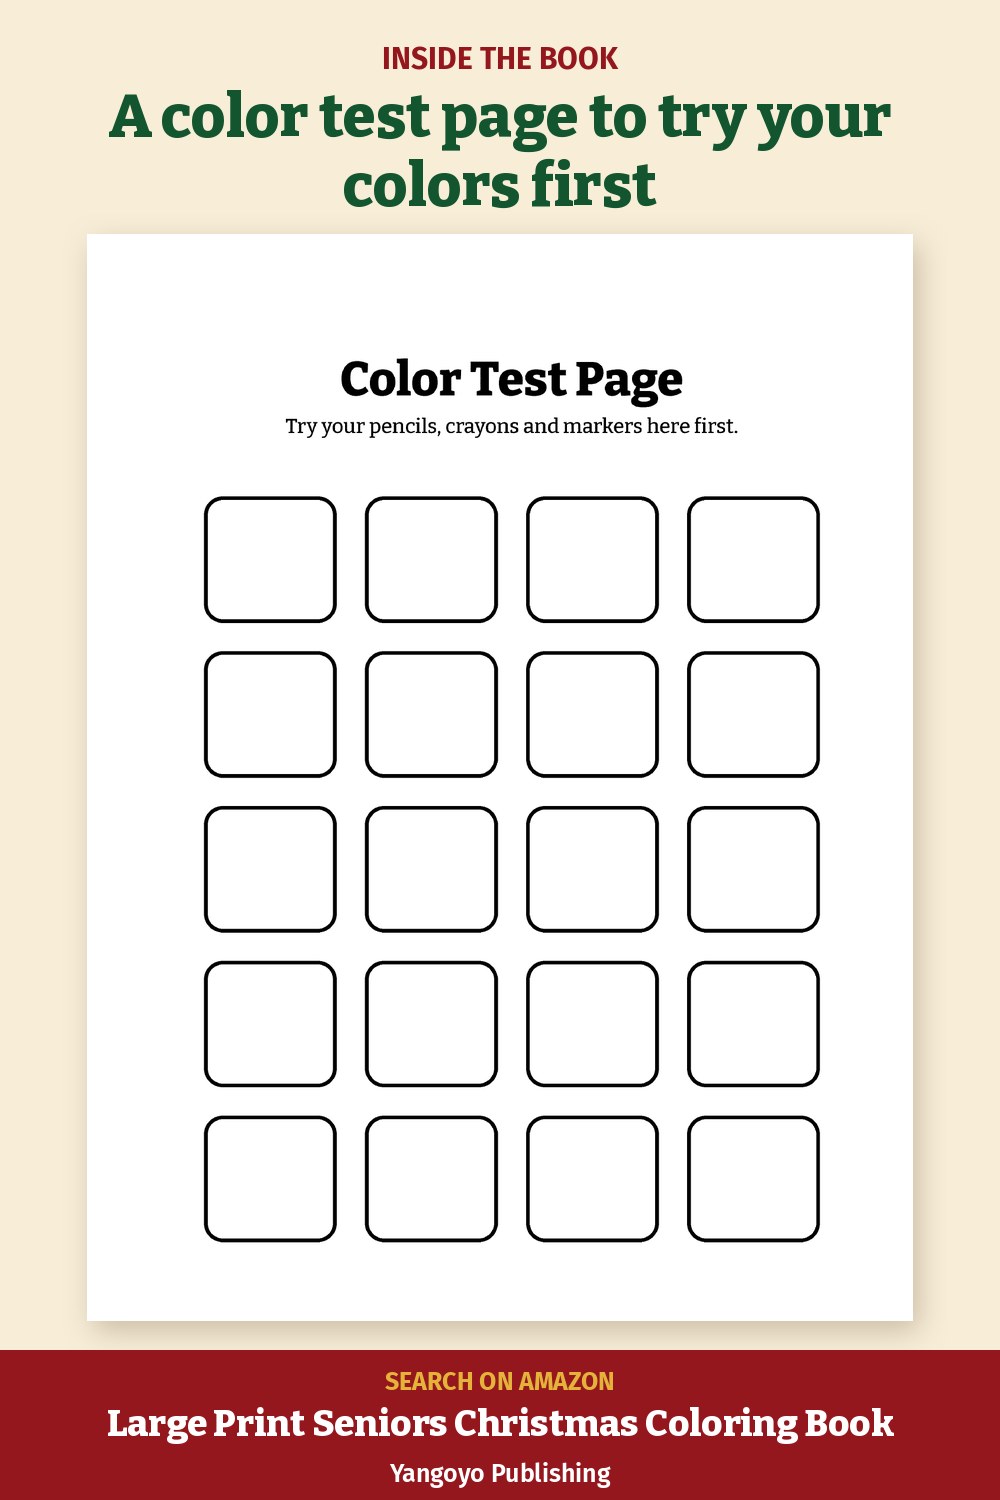 INSIDE THE BOOK
A color test page to try your
colors first
Color Test Page
Try your pencils, crayons and markers here first.
SEARCH ON AMAZON
Large Print Seniors Christmas Coloring Book
Yangoyo Publishing